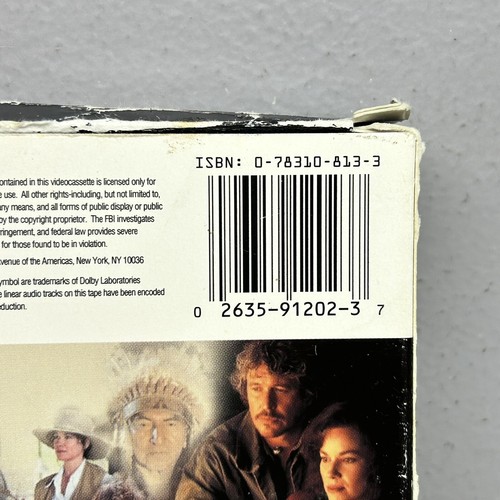 ISBN: 0-78310-813-3
ontained in this videocassette is licensed only for
e use. All other rights-including, but not limited to,
any means, and all forms of public display or public
by the copyright proprietor. The FBI investigates
ringement, and federal law provides severe
for those found to be in violation.
venue of the Americas, New York, NY 10036
ymbol are trademarks of Dolby Laboratories
e linear audio tracks on this tape have been encoded
eduction.
0 2635-91202-3 7